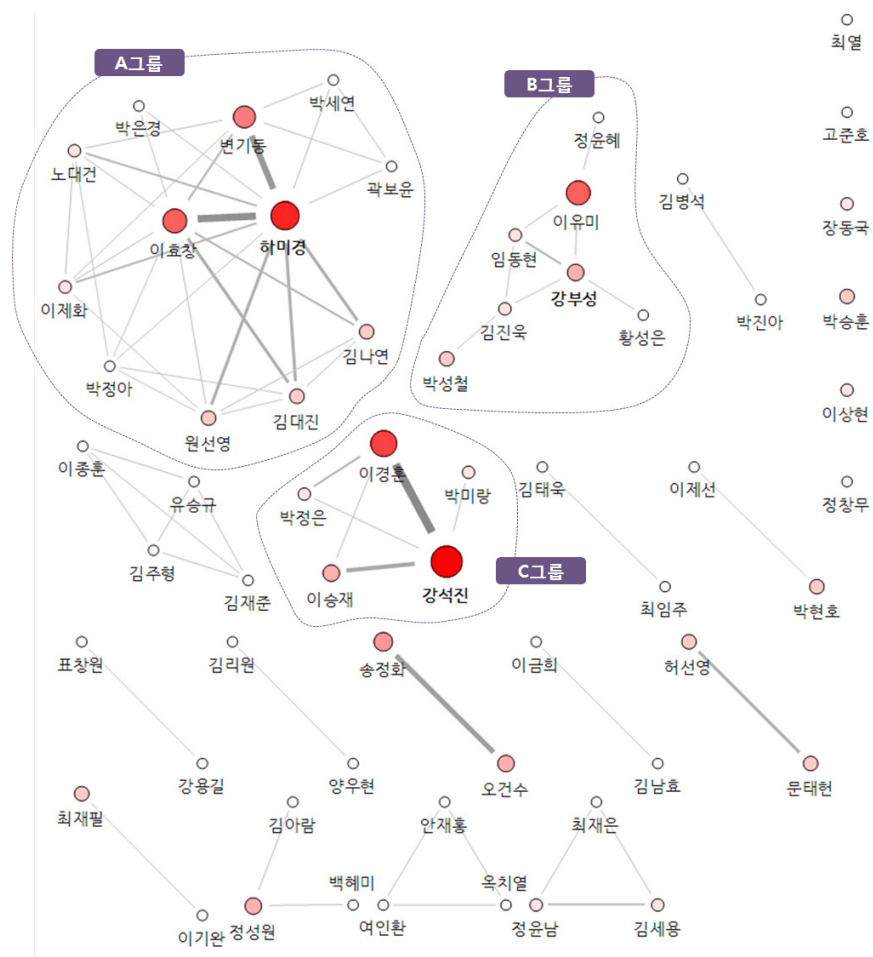 최열
A그룹
B그룹
박세연
박은경
변기동
정윤혜
고준호
노대건
곽보윤
김병석
이유미
장동국
이효창
하미경
임동현
강부성
이제화
김진욱
황성은
박진아
박승훈
김나연
박정아
박성철
김대진
원선영
이상현
이종훈
이경훈
박미랑
김태욱
이제선
정창무
유승규
박정은
김주형
C그룹
김재준
이승재
강석진
최임주
박현호
표창원
김리원
송정화
이금희
허선영
강용길
양우현
오건수
김남효
문태헌
최재필
김아람
안재홍
최재은
백혜미
옥치열
이기완
정성원
여인환
정윤남
김세용